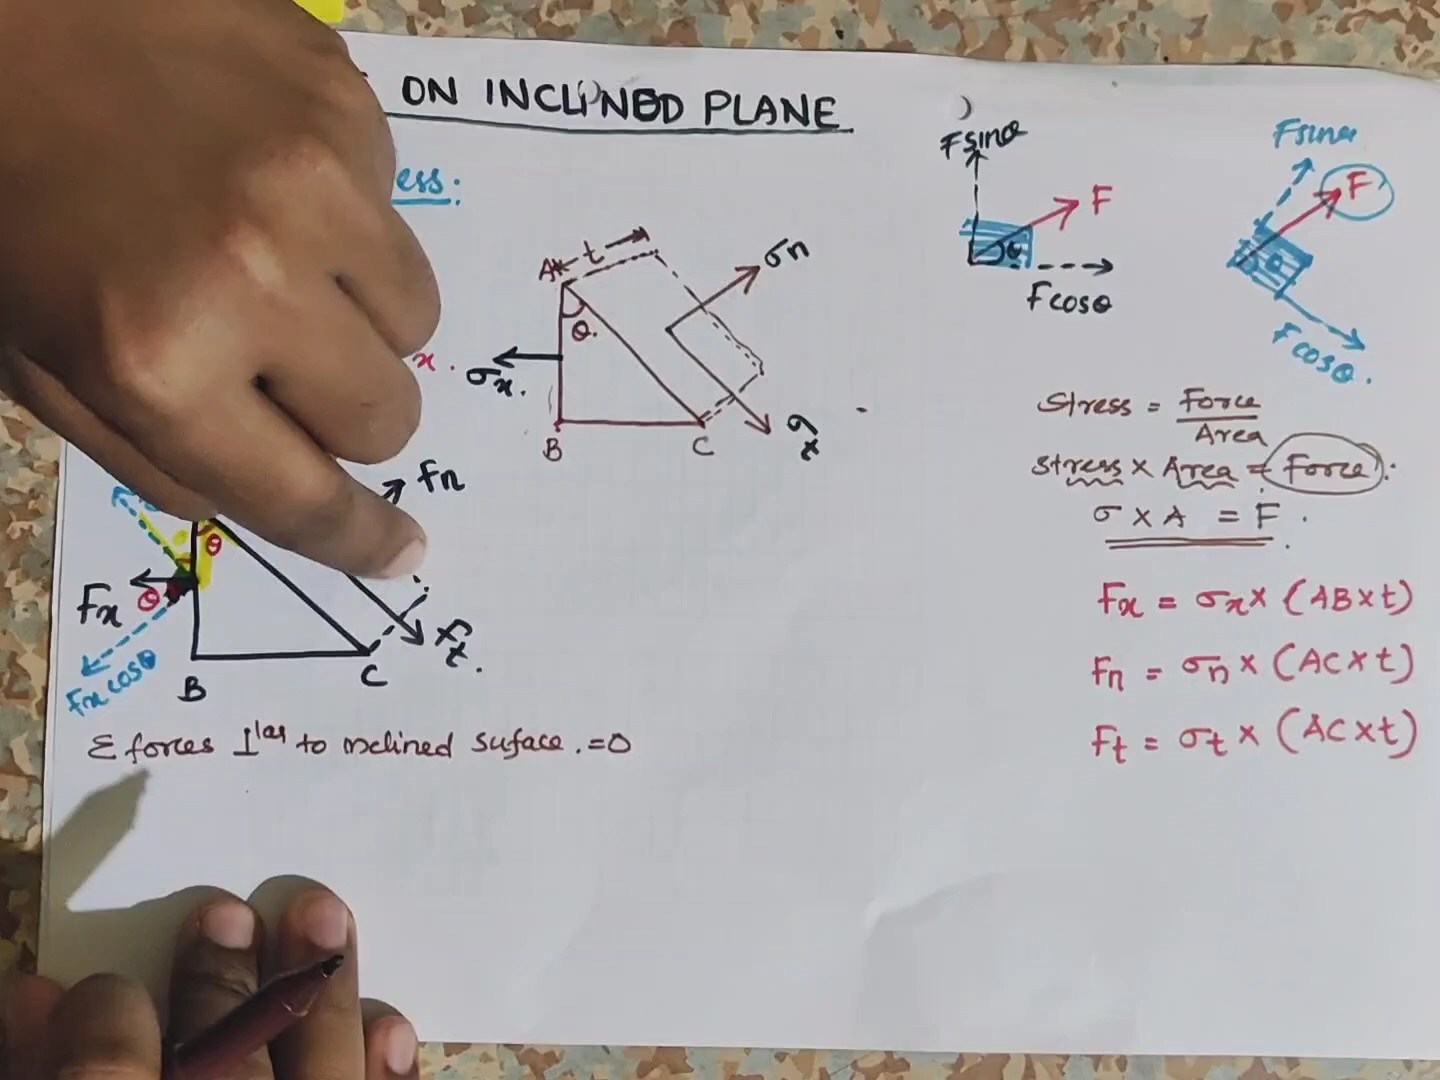 ON INCLINED PLANE
ess:
A
t
θ.
σx.
B
C
σn
σt
x.
Fsinθ
F
θ
Fcosθ
Fsinθ
F
θ
Fcosθ.
Stress = Force
Area
Stress × Area = Force.
σ × A = F.
Fx = σx × (AB×t)
Fn = σn × (AC×t)
Ft = σt × (AC×t)
Fn
θ
Fx
θ
Fx cosθ
B
C
Ft.
Σ forces ⊥lar to inclined suface. =0